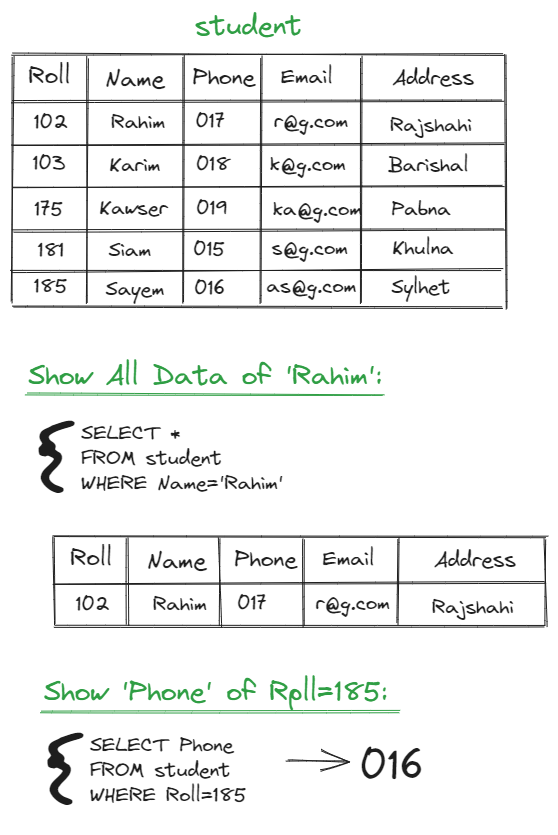 student
Roll Name Phone Email Address
102 Rahim 017 r@g.com Rajshahi
103 Karim 018 k@g.com Barishal
175 Kawser 019 ka@g.com Pabna
181 Siam 015 s@g.com Khulna
185 Sayem 016 as@g.com Sylhet
Show All Data of 'Rahim':
SELECT *
FROM student
WHERE Name='Rahim'
Roll Name Phone Email Address
102 Rahim 017 r@g.com Rajshahi
Show 'Phone' of Roll=185:
SELECT Phone
FROM student
WHERE Roll=185
016